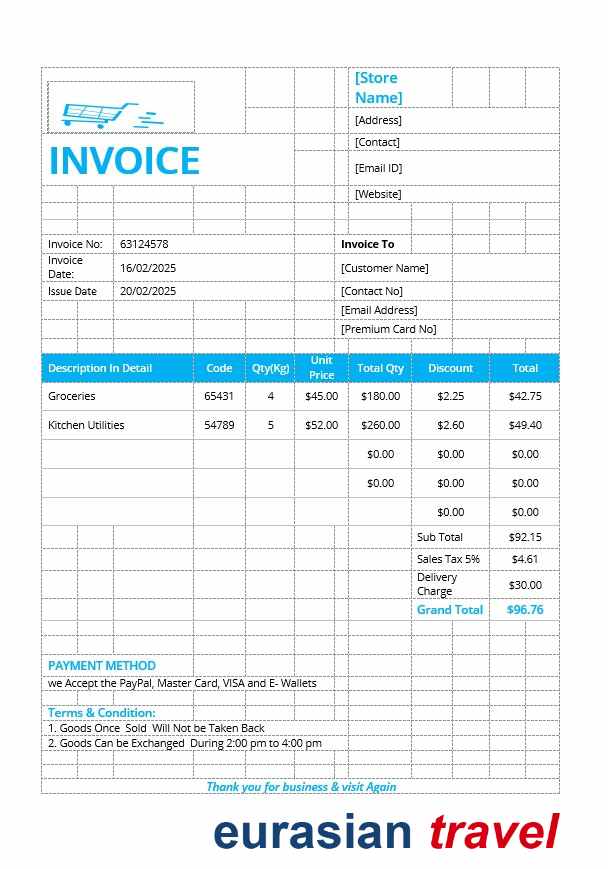 [Store
Name]
[Address]
[Contact]
INVOICE
[Email ID]
[Website]
Invoice No: 63124578 Invoice To
Invoice
Date: 16/02/2025 [Customer Name]
Issue Date 20/02/2025 [Contact No]
[Email Address]
[Premium Card No]
Description In Detail Code Qty(Kg) Unit Price Total Qty Discount Total
Groceries 65431 4 $45.00 $180.00 $2.25 $42.75
Kitchen Utilities 54789 5 $52.00 $260.00 $2.60 $49.40
$0.00 $0.00 $0.00
$0.00 $0.00 $0.00
$0.00 $0.00
Sub Total $92.15
Sales Tax 5% $4.61
Delivery
Charge $30.00
Grand Total $96.76
PAYMENT METHOD
we Accept the PayPal, Master Card, VISA and E- Wallets
Terms & Condition:
1. Goods Once Sold Will Not be Taken Back
2. Goods Can be Exchanged During 2:00 pm to 4:00 pm
Thank you for business & visit Again
eurasian travel